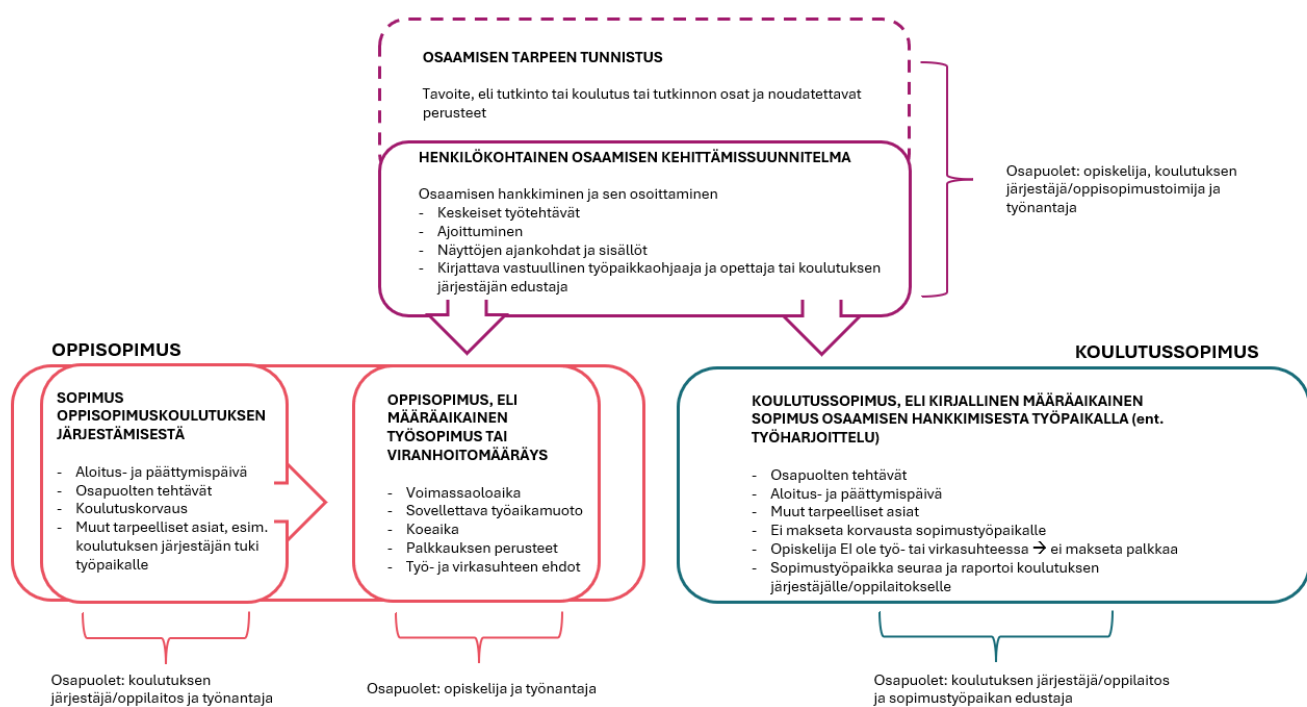 OSAAMISEN TARPEEN TUNNISTUS
Tavoite, eli tutkinto tai koulutus tai tutkinnon osat ja noudatettavat
perusteet
HENKILÖKOHTAINEN OSAAMISEN KEHITTÄMISSUUNNITELMA
Osaamisen hankkiminen ja sen osoittaminen
- Keskeiset työtehtävät
- Ajoittuminen
- Näyttöjen ajankohdat ja sisällöt
- Kirjattava vastuullinen työpaikkaohjaaja ja opettaja tai koulutuksen
järjestäjän edustaja
Osapuolet: opiskelija, koulutuksen
järjestäjä/oppisopimustoimija ja
työnantaja
OPPISOPIMUS
SOPIMUS
OPPISOPIMUSKOULUTUKSEN
JÄRJESTÄMISESTÄ
- Aloitus- ja päättymispäivä
- Osapuolten tehtävät
- Koulutuskorvaus
- Muut tarpeelliset asiat, esim.
koulutuksen järjestäjän tuki
työpaikalle
Osapuolet: koulutuksen
järjestäjä/oppilaitos ja työnantaja
OPPISOPIMUS, ELI
MÄÄRÄAIKAINEN
TYÖSOPIMUS TAI
VIRANHOITOMÄÄRÄYS
- Voimassaoloaika
- Sovellettava työaikamuoto
- Koeaika
- Palkkauksen perusteet
- Työ- ja virkasuhteen ehdot
Osapuolet: opiskelija ja työnantaja
KOULUTUSSOPIMUS
KOULUTUSSOPIMUS, ELI KIRJALLINEN MÄÄRÄAIKAINEN
SOPIMUS OSAAMISEN HANKKIMISESTA TYÖPAIKALLA (ent.
TYÖHARJOITTELU)
- Osapuolten tehtävät
- Aloitus- ja päättymispäivä
- Muut tarpeelliset asiat
- Ei makseta korvausta sopimustyöpaikalle
- Opiskelija EI ole työ- tai virkasuhteessa → ei makseta palkkaa
- Sopimustyöpaikka seuraa ja raportoi koulutuksen
järjestäjälle/oppilaitokselle
Osapuolet: koulutuksen järjestäjä/oppilaitos
ja sopimustyöpaikan edustaja